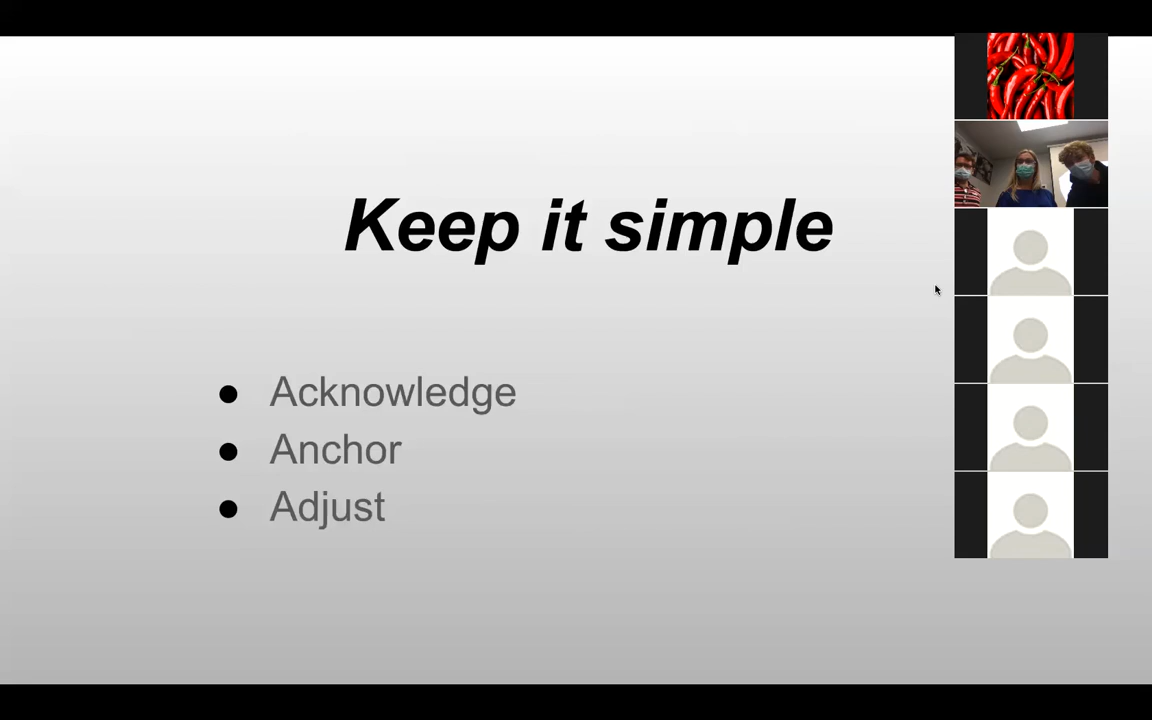 Keep it simple
● Acknowledge
● Anchor
● Adjust